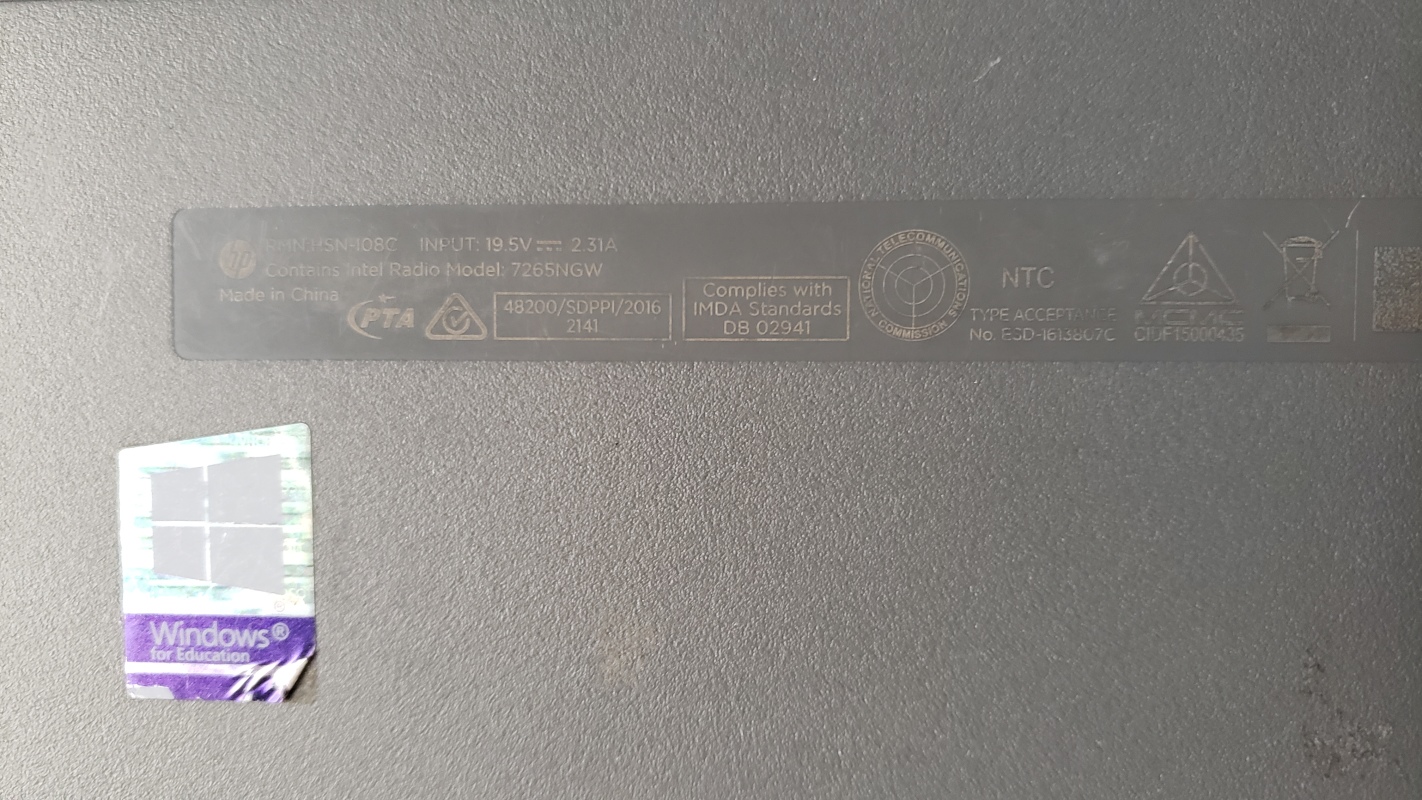 hp RMN:HSN-I08C INPUT: 19.5V 2.31A
Contains Intel Radio Model: 7265NGW
Made in China
PTA
48200/SDPPI/2016
2141
Complies with
IMDA Standards
DB 02941
NATIONAL TELECOMMUNICATIONS COMMISSION
NTC
TYPE ACCEPTANCE
No. ESD-1613807C
MCMC
CIDF15000435
Windows®
for Education